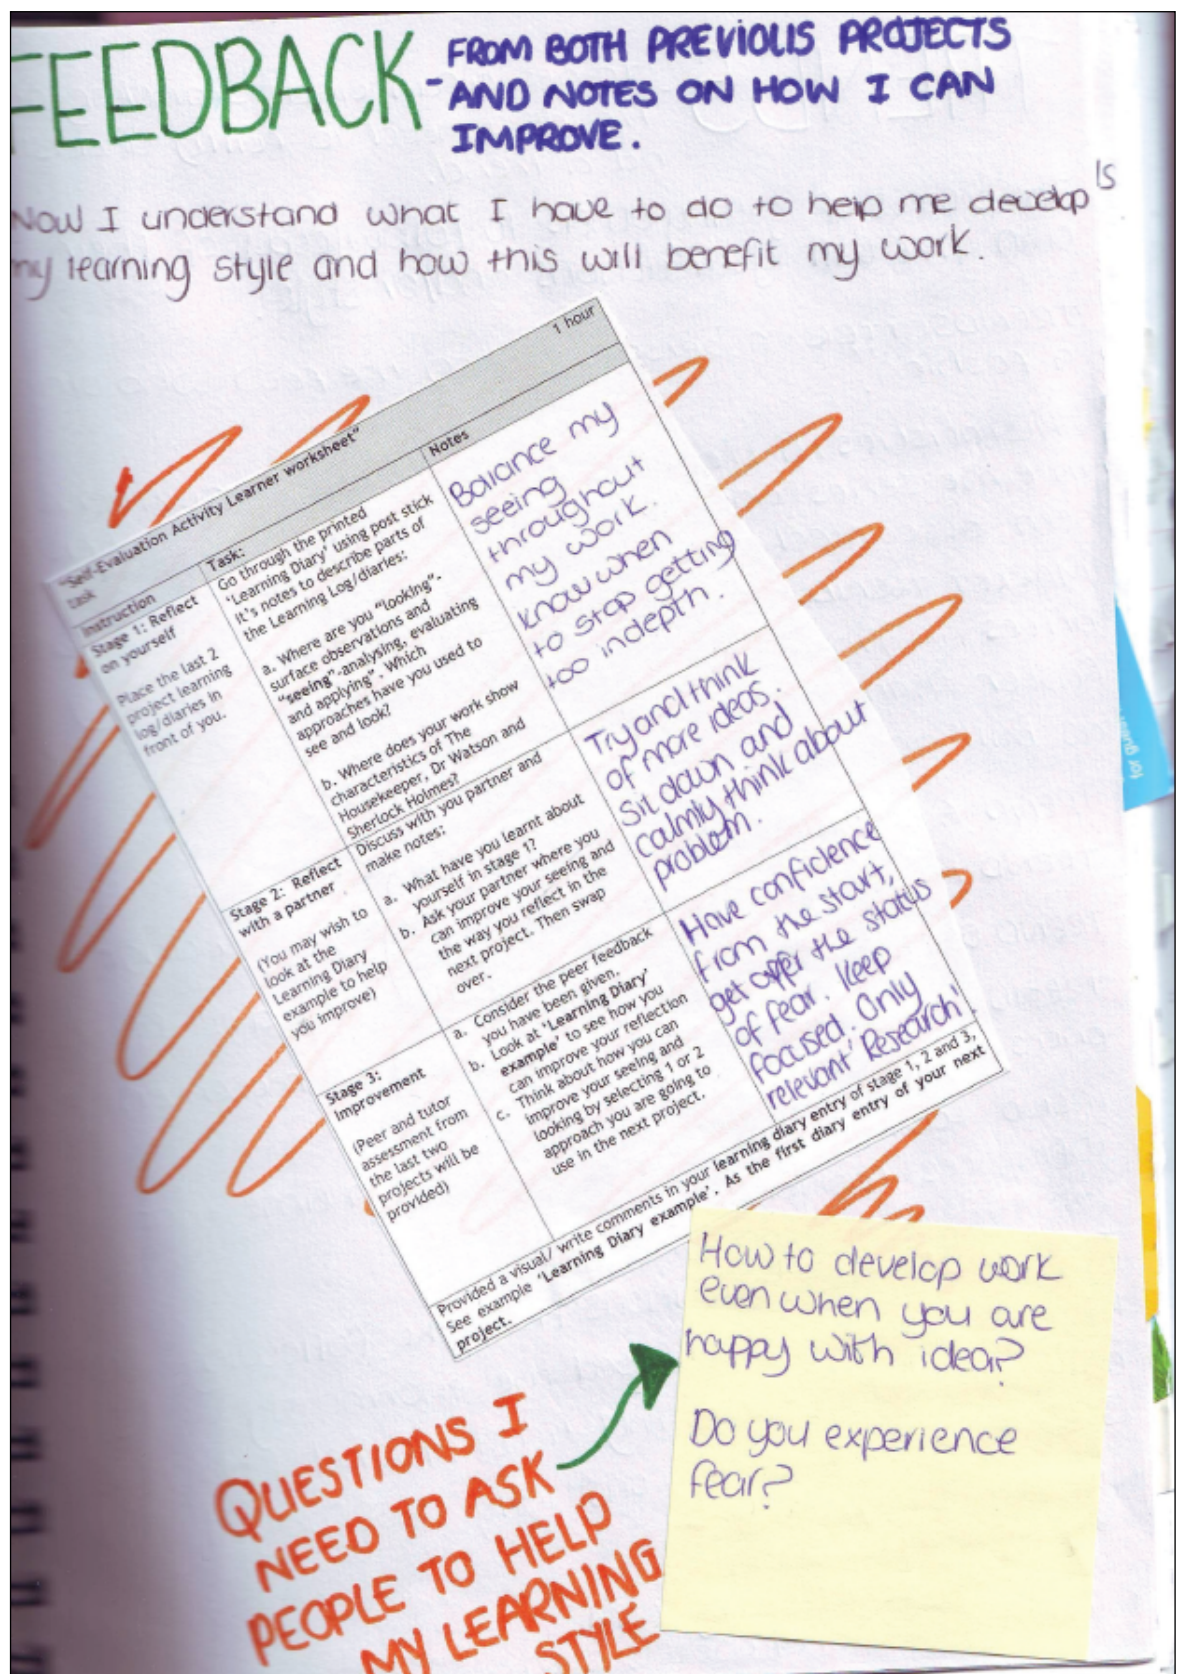 FEEDBACK
- FROM BOTH PREVIOUS PROJECTS
AND NOTES ON HOW I CAN
IMPROVE.
Now I understand what I have to do to help me develop is
my learning style and how this will benefit my work.
"Self-Evaluation Activity Learner worksheet"
1 hour
task
Instruction
Task:
Notes
Stage 1: Reflect
on yourself
Place the last 2
project learning
log/diaries in
front of you.
Go through the printed
'Learning Diary' using post stick
it's notes to describe parts of
the Learning Log/diaries:
a. Where are you "looking"-
surface observations and
"seeing"-analysing, evaluating
and applying". Which
approaches have you used to
see and look?
b. Where does your work show
characteristics of The
Housekeeper, Dr Watson and
Sherlock Holmes?
Ballance my
seeing
throughout
my work.
know when
to stop getting
too indepth.
Stage 2: Reflect
with a partner
(You may wish to
look at the
Learning Diary
example to help
you improve)
Discuss with you partner and
make notes:
a. What have you learnt about
yourself in stage 1?
b. Ask your partner where you
can improve your seeing and
the way you reflect in the
next project. Then swap
over.
Try and think
of more ideas.
Sit down and
calmly think about
problem.
Stage 3:
Improvement
(Peer and tutor
assessment from
the last two
projects will be
provided)
a. Consider the peer feedback
you have been given.
b. Look at 'Learning Diary'
example' to see how you
can improve your reflection
c. Think about how you can
improve your seeing and
looking by selecting 1 or 2
approach you are going to
use in the next project.
Have confidence
from the start,
get offer the status
of fear. Keep
focused. Only
relevant 'Research'.
Provided a visual/ write comments in your learning diary entry of stage 1, 2 and 3,
See example 'Learning Diary example'. As the first diary entry of your next
project.
How to develop work
even when you are
happy with idea?
Do you experience
fear?
QUESTIONS I
NEED TO ASK
PEOPLE TO HELP
MY LEARNING
STYLE